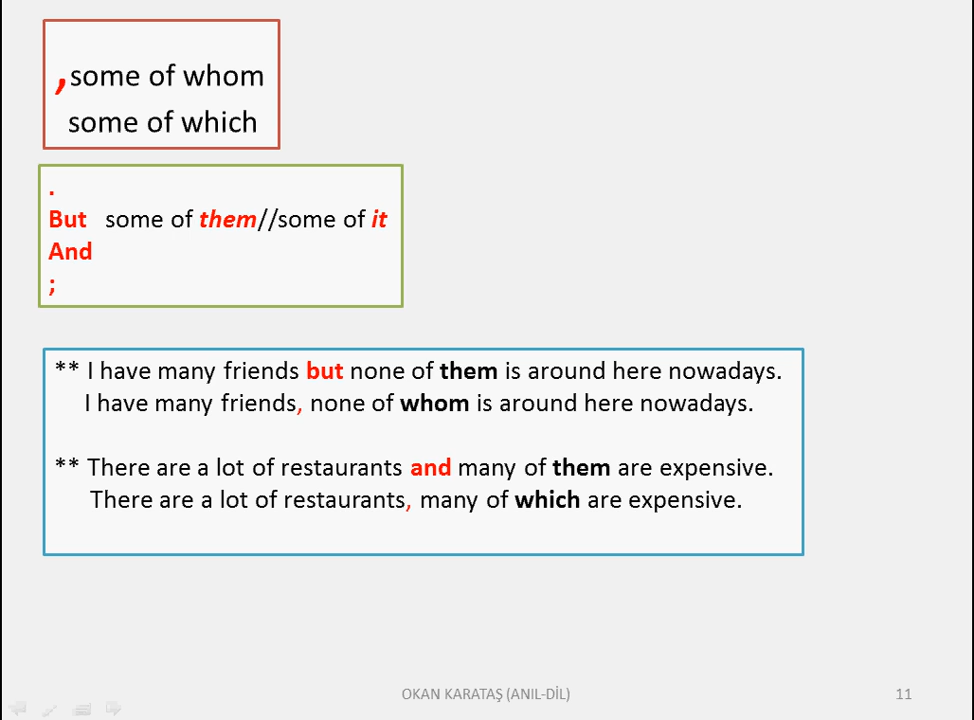 ,some of whom
some of which
.
But some of them//some of it
And
;
** I have many friends but none of them is around here nowadays.
I have many friends, none of whom is around here nowadays.
** There are a lot of restaurants and many of them are expensive.
There are a lot of restaurants, many of which are expensive.
OKAN KARATAŞ (ANIL-DİL)
11